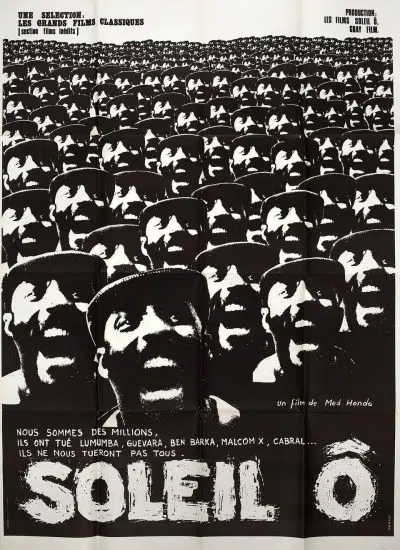 UNE SELECTION:
LES GRANDS FILMS CLASSIQUES
(section films inédits)
PRODUCTION:
LES FILMS SOLEIL Ô,
GRAY FILM.
Un film de Med Hondo
NOUS SOMMES DES MILLIONS,
ILS ONT TUÉ LUMUMBA, GUEVARA, BEN BARKA, MALCOM X, CABRAL...
ILS NE NOUS TUERONT PAS TOUS.
SOLEIL Ô